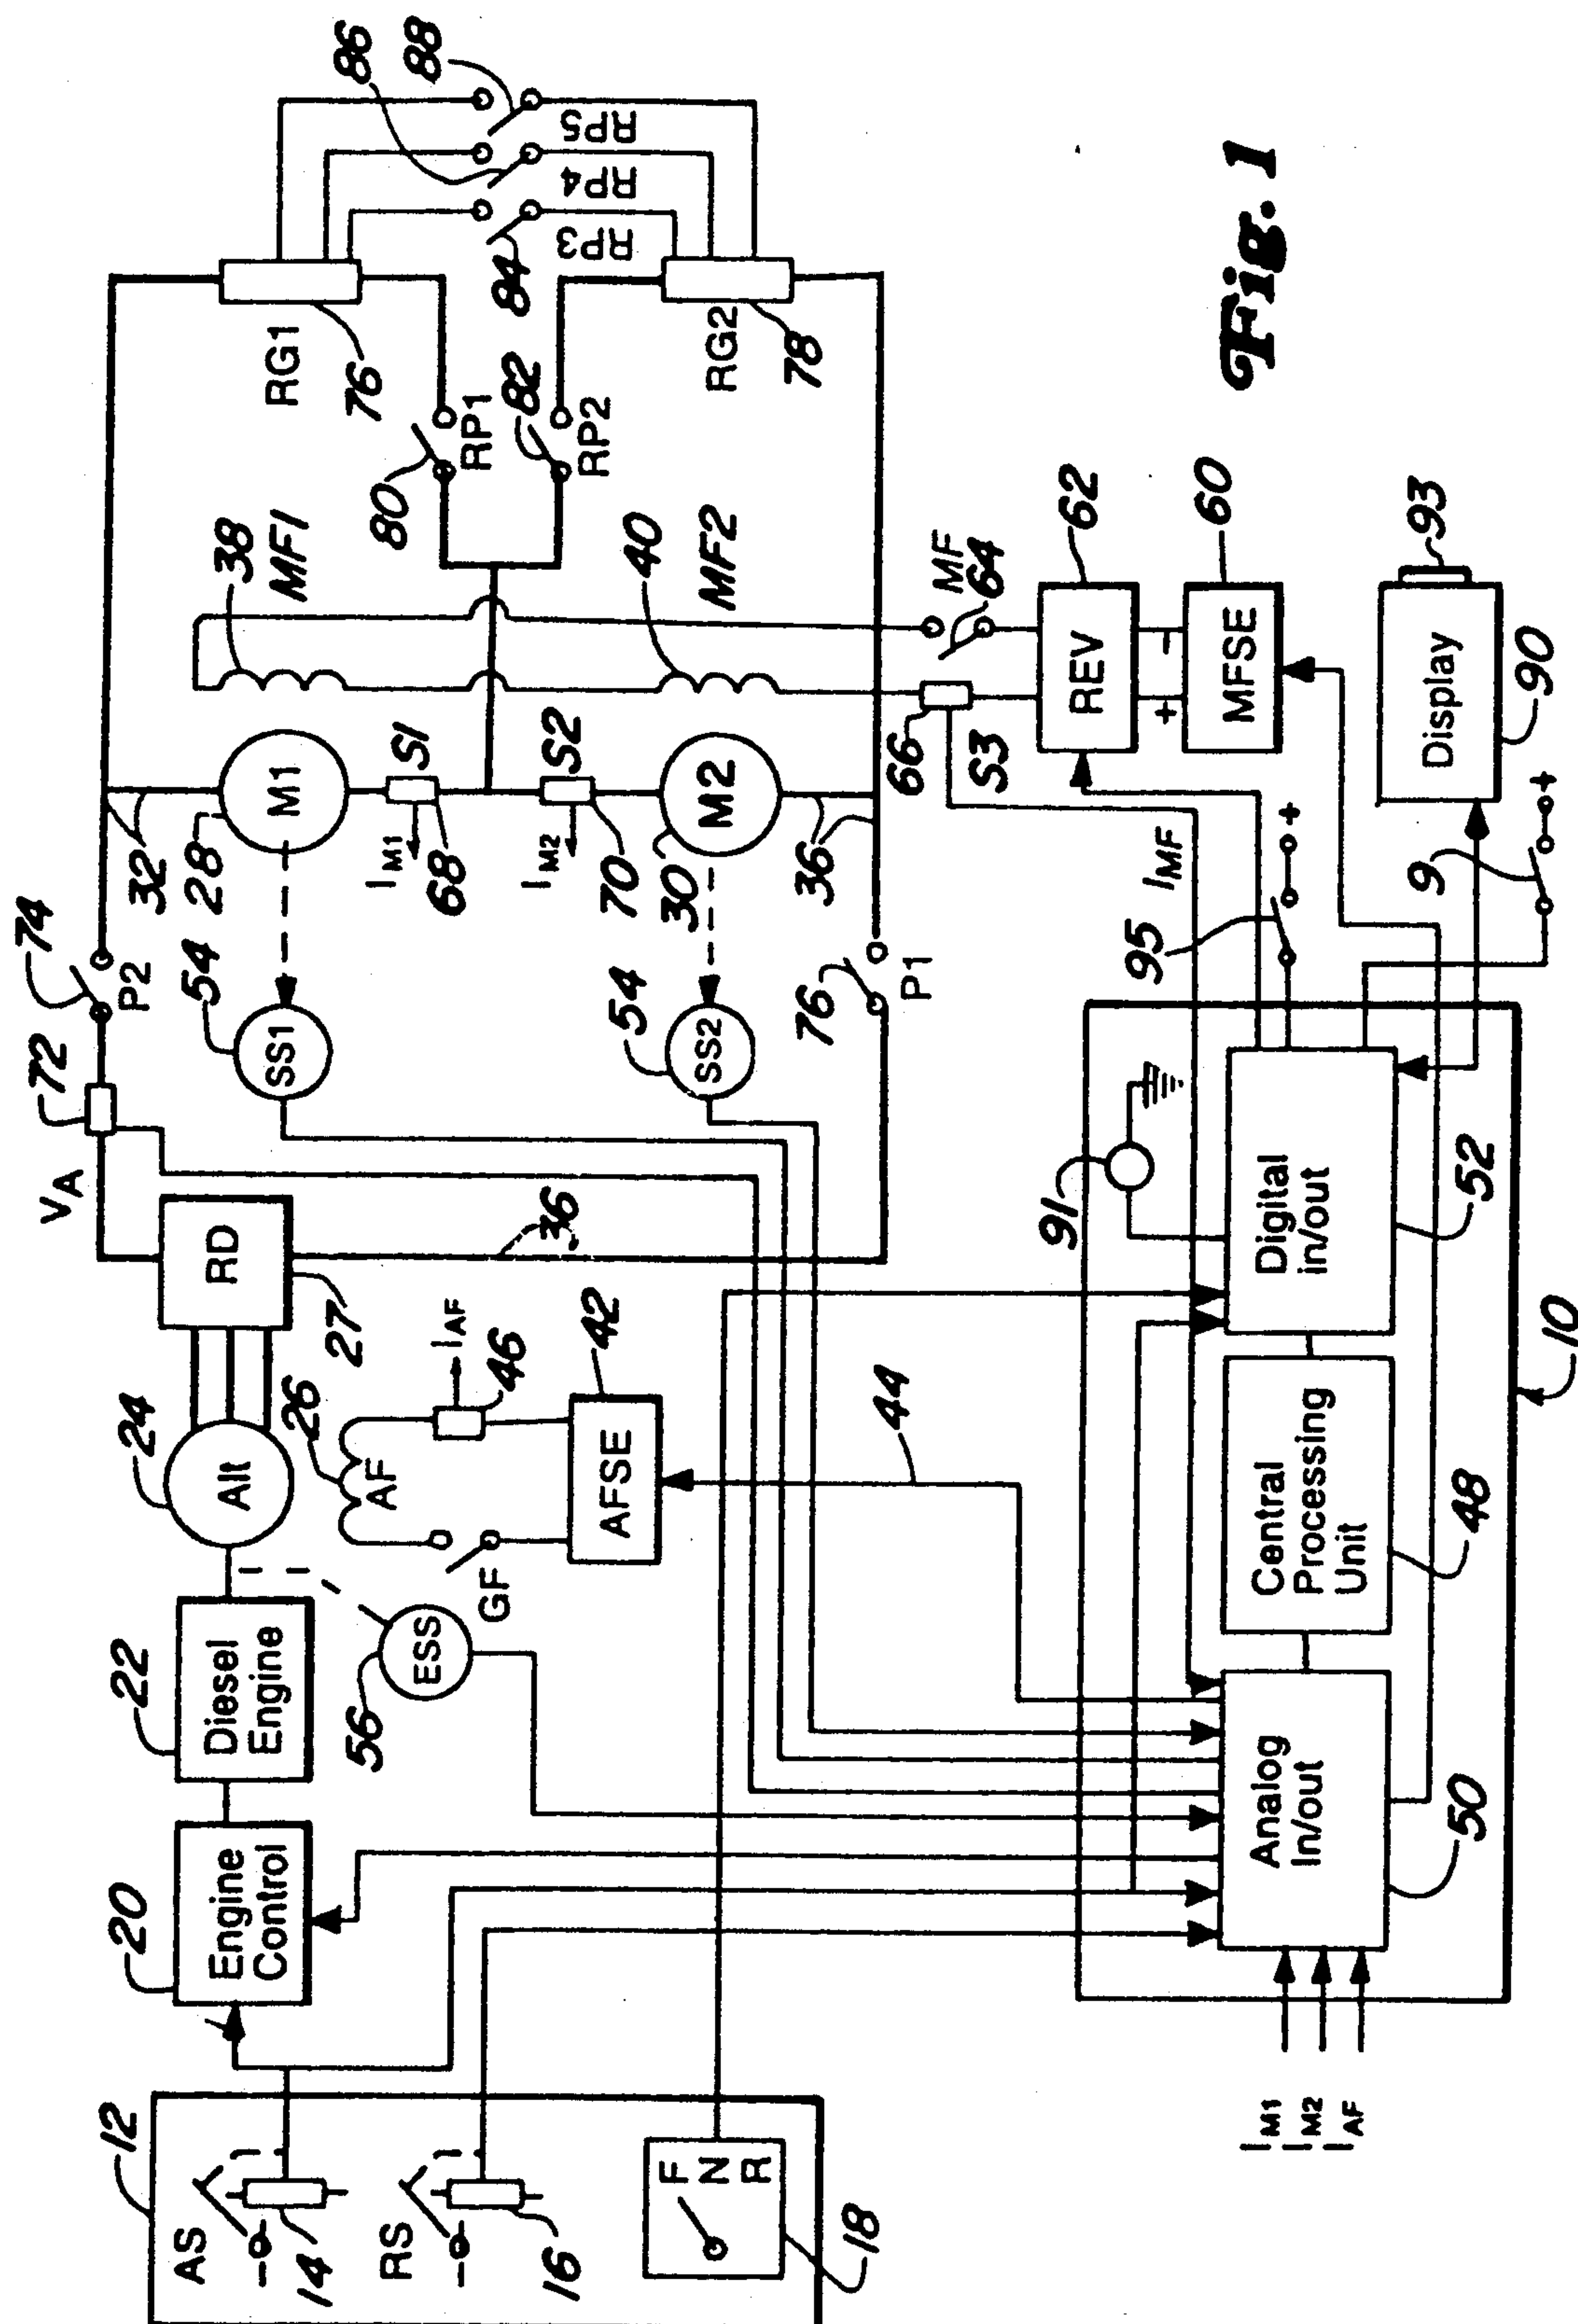 12
AS
14
RS
16
F
N
R
18
20
Engine
Control
22
Diesel
Engine
24
Alt
56
ESS
GF
26
AF
AFSE
42
46
IAF
44
27
RD
VA
72
74
P2
36
54
SS1
54
SS2
32
28
M1
IM1
68
S1
IM2
70
S2
30
M2
36
76
P1
38
MF1
40
MF2
80
RP1
82
RP2
RG1
76
RG2
78
84
RP3
86
RP4
88
RP5
66
S3
MF
64
IMF
REV
62
+
−
MFSE
60
95
+
Display
93
90
9
+
91
Digital
in/out
52
Central
Processing
Unit
48
Analog
In/out
50
10
IM1
IM2
IAF
Fig. 1